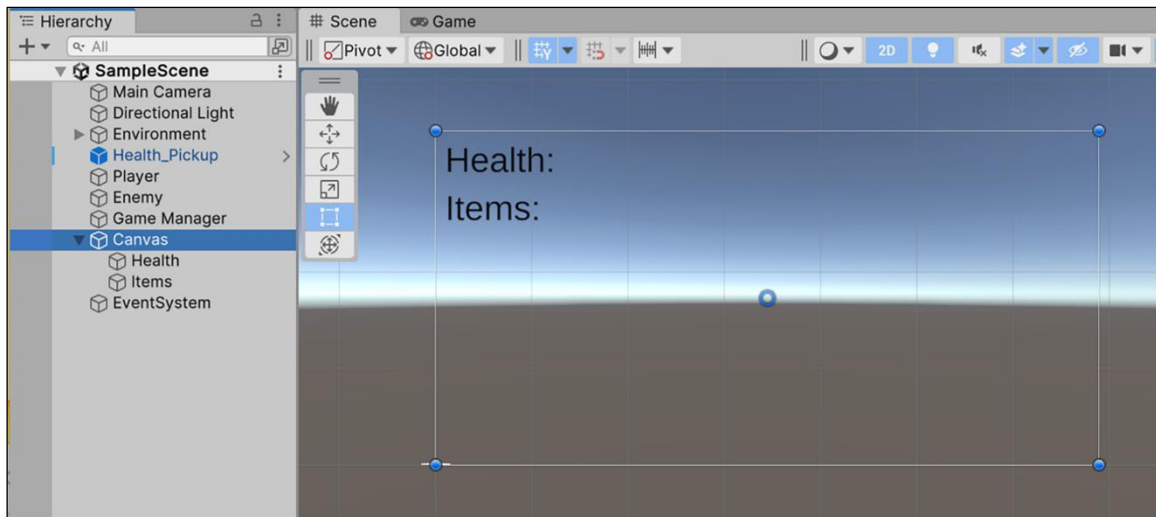 Hierarchy
All
SampleScene
Main Camera
Directional Light
Environment
Health_Pickup
Player
Enemy
Game Manager
Canvas
Health
Items
EventSystem
Scene Game
Pivot Global 2D
Health:
Items: